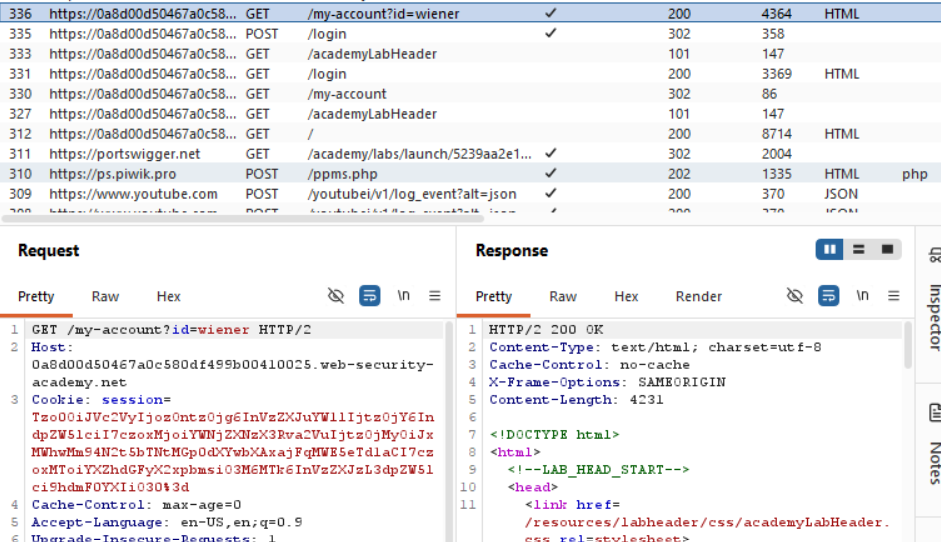 336 https://0a8d00d50467a0c58... GET /my-account?id=wiener ✓ 200 4364 HTML
335 https://0a8d00d50467a0c58... POST /login ✓ 302 358
333 https://0a8d00d50467a0c58... GET /academyLabHeader 101 147
331 https://0a8d00d50467a0c58... GET /login 200 3369 HTML
330 https://0a8d00d50467a0c58... GET /my-account 302 86
327 https://0a8d00d50467a0c58... GET /academyLabHeader 101 147
312 https://0a8d00d50467a0c58... GET / 200 8714 HTML
311 https://portswigger.net GET /academy/labs/launch/5239aa2e1... ✓ 302 2004
310 https://ps.piwik.pro POST /ppms.php ✓ 202 1335 HTML php
309 https://www.youtube.com POST /youtubei/v1/log_event?alt=json ✓ 200 370 JSON
Request
Pretty Raw Hex \n
1 GET /my-account?id=wiener HTTP/2
2 Host:
0a8d00d50467a0c580df499b00410025.web-security-
academy.net
3 Cookie: session=
4 Cache-Control: max-age=0
5 Accept-Language: en-US,en;q=0.9
6 Upgrade-Insecure-Requests: 1
Response
Pretty Raw Hex Render \n
1 HTTP/2 200 OK
2 Content-Type: text/html; charset=utf-8
3 Cache-Control: no-cache
4 X-Frame-Options: SAMEORIGIN
5 Content-Length: 4231
6
7 <!DOCTYPE html>
8 <html>
9 <!--LAB_HEAD_START-->
10 <head>
11 <link href=
/resources/labheader/css/academyLabHeader.
css rel=stylesheet>
Inspector
Notes